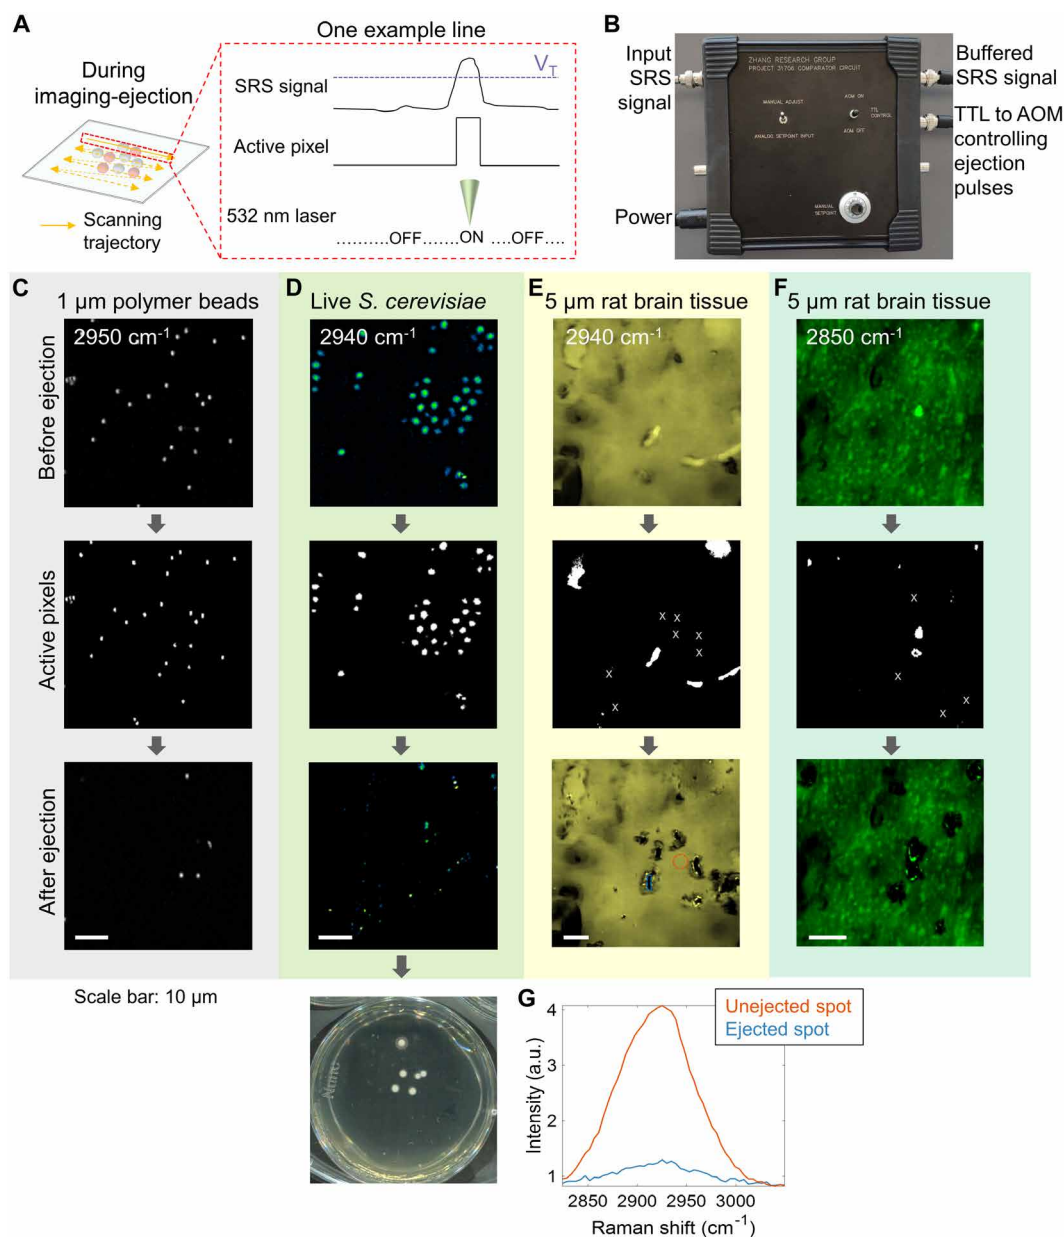 A
One example line
During
imaging-ejection
SRS signal
V_T
Active pixel
532 nm laser
..........OFF.......ON ....OFF....
Scanning
trajectory
B
Input
SRS
signal
Power
ZHANG RESEARCH GROUP
PROJECT 31706 COMPARATOR CIRCUIT
MANUAL ADJUST
ANALOG SETPOINT INPUT
AOM ON
TTL
CONTROL
AOM OFF
MANUAL
SETPOINT
Buffered
SRS signal
TTL to AOM
controlling
ejection
pulses
C
1 µm polymer beads
2950 cm⁻¹
D
Live S. cerevisiae
2940 cm⁻¹
E
5 µm rat brain tissue
2940 cm⁻¹
F
5 µm rat brain tissue
2850 cm⁻¹
Before ejection
Active pixels
x x
x x
x
x
x
x
x
x
x
After ejection
Scale bar: 10 µm
Nunc
G
Unejected spot
Ejected spot
Intensity (a.u.)
4
3
2
1
2850 2900 2950 3000
Raman shift (cm⁻¹)